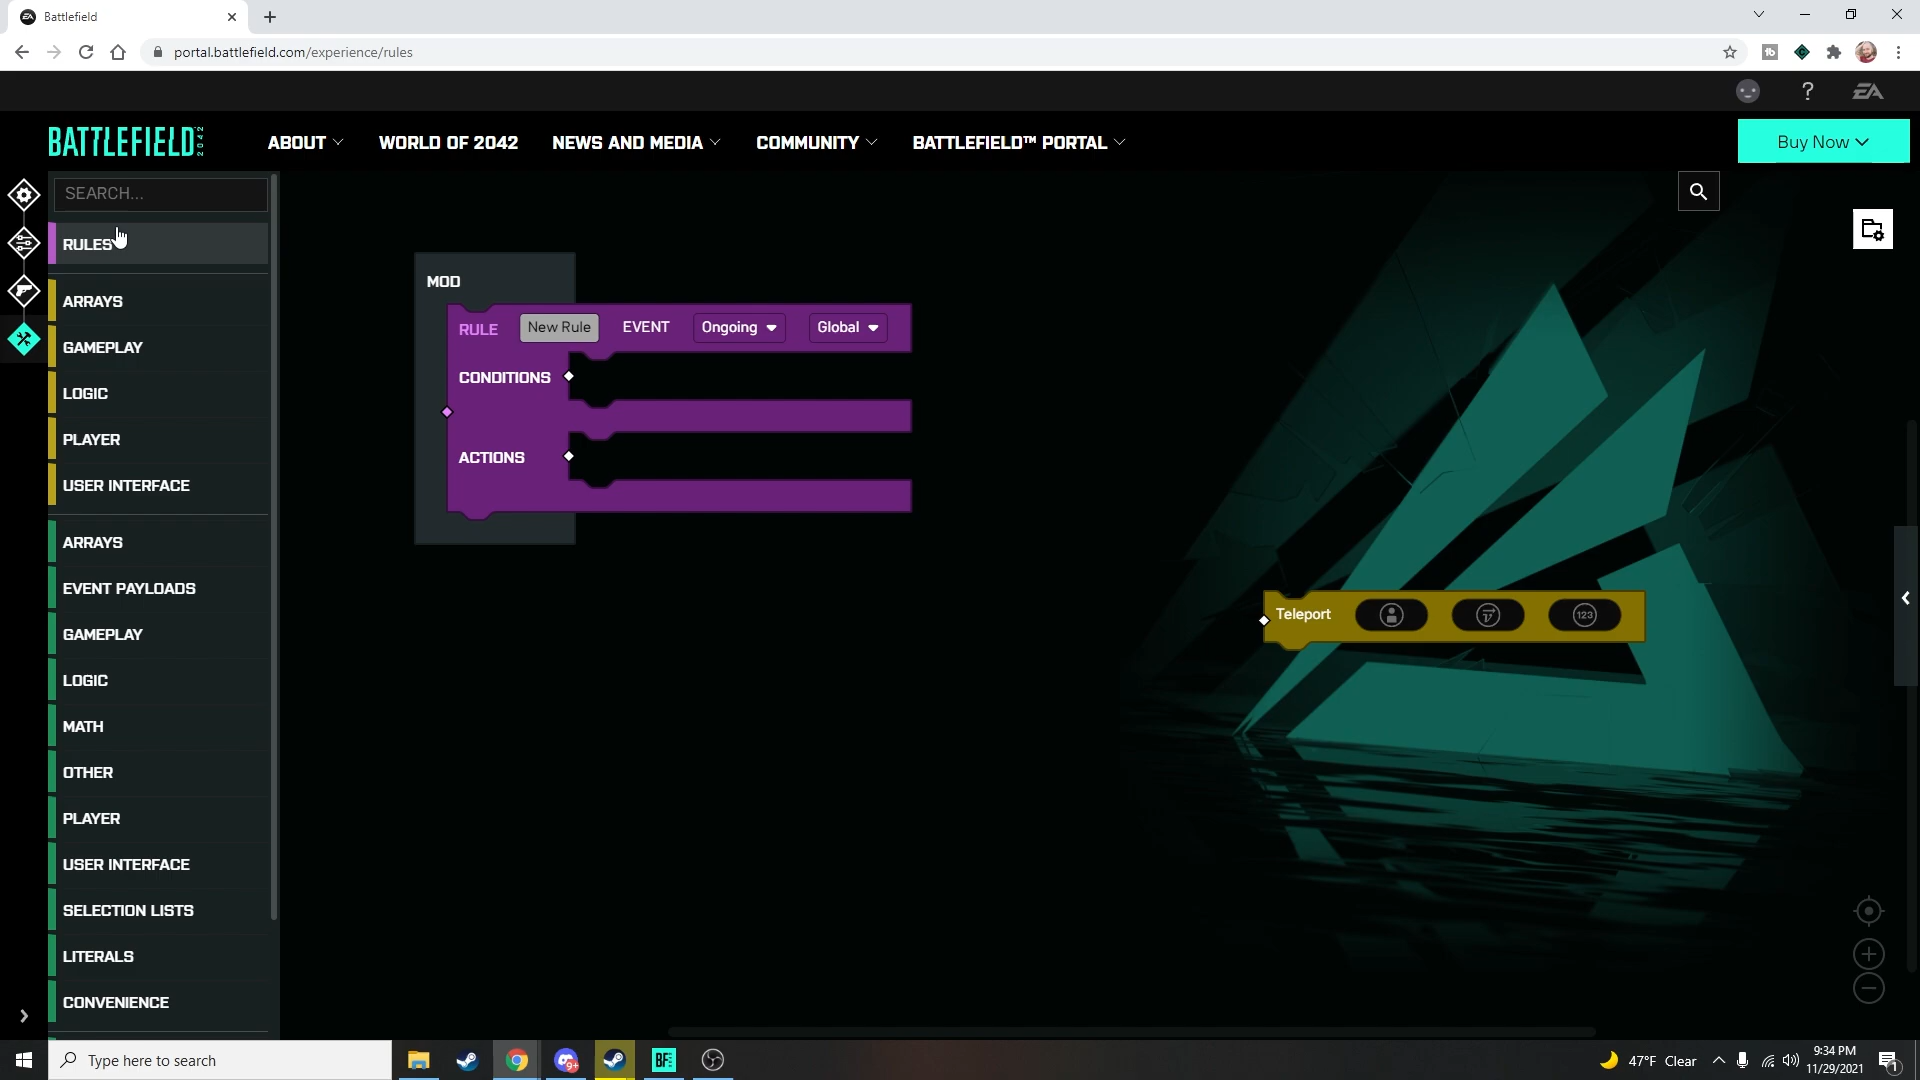 Battlefield
portal.battlefield.com/experience/rules
BATTLEFIELD 2042
ABOUT
WORLD OF 2042
NEWS AND MEDIA
COMMUNITY
BATTLEFIELD™ PORTAL
Buy Now
SEARCH...
RULES
ARRAYS
GAMEPLAY
LOGIC
PLAYER
USER INTERFACE
ARRAYS
EVENT PAYLOADS
GAMEPLAY
LOGIC
MATH
OTHER
PLAYER
USER INTERFACE
SELECTION LISTS
LITERALS
CONVENIENCE
MOD
RULE New Rule EVENT Ongoing Global
CONDITIONS
ACTIONS
Teleport 123
Type here to search
47°F Clear
9:34 PM
11/29/2021